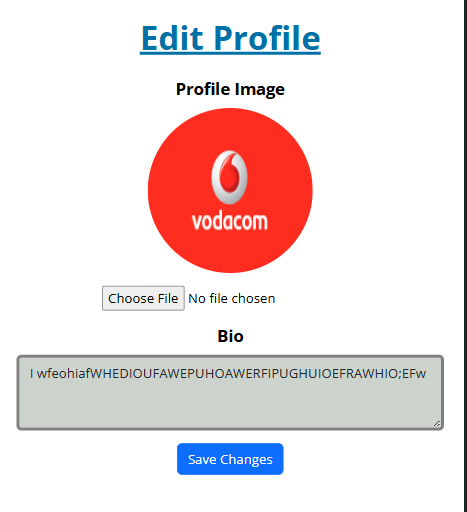 Edit Profile
Profile Image
vodacom
Choose File No file chosen
Bio
I wfeohiafWHEDIOUFAWEPUHOAWERFIPUGHUIOEFRAWHIO;EFw
Save Changes